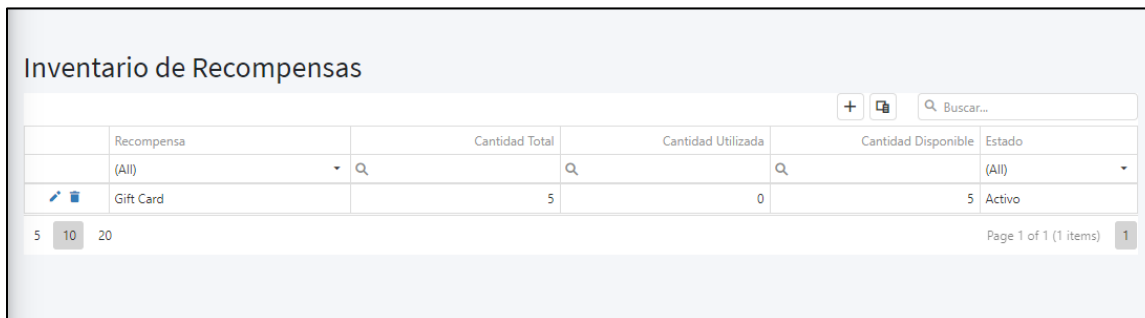 Inventario de Recompensas
Buscar...
Recompensa Cantidad Total Cantidad Utilizada Cantidad Disponible Estado
(All) (All)
Gift Card 5 0 5 Activo
5 10 20 Page 1 of 1 (1 items) 1